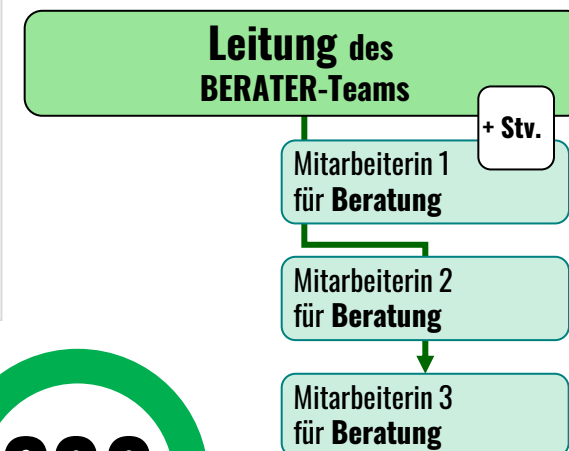 Leitung des
BERATER-Teams
+ Stv.
Mitarbeiterin 1
für Beratung
Mitarbeiterin 2
für Beratung
Mitarbeiterin 3
für Beratung